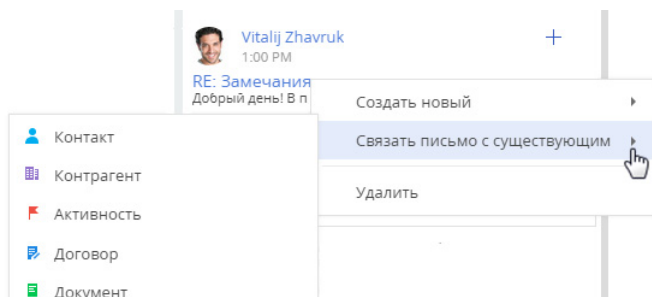 Vitalij Zhavruk
1:00 PM
RE: Замечания
Добрый день! В п
Создать новый
Связать письмо с существующим
Удалить
Контакт
Контрагент
Активность
Договор
Документ